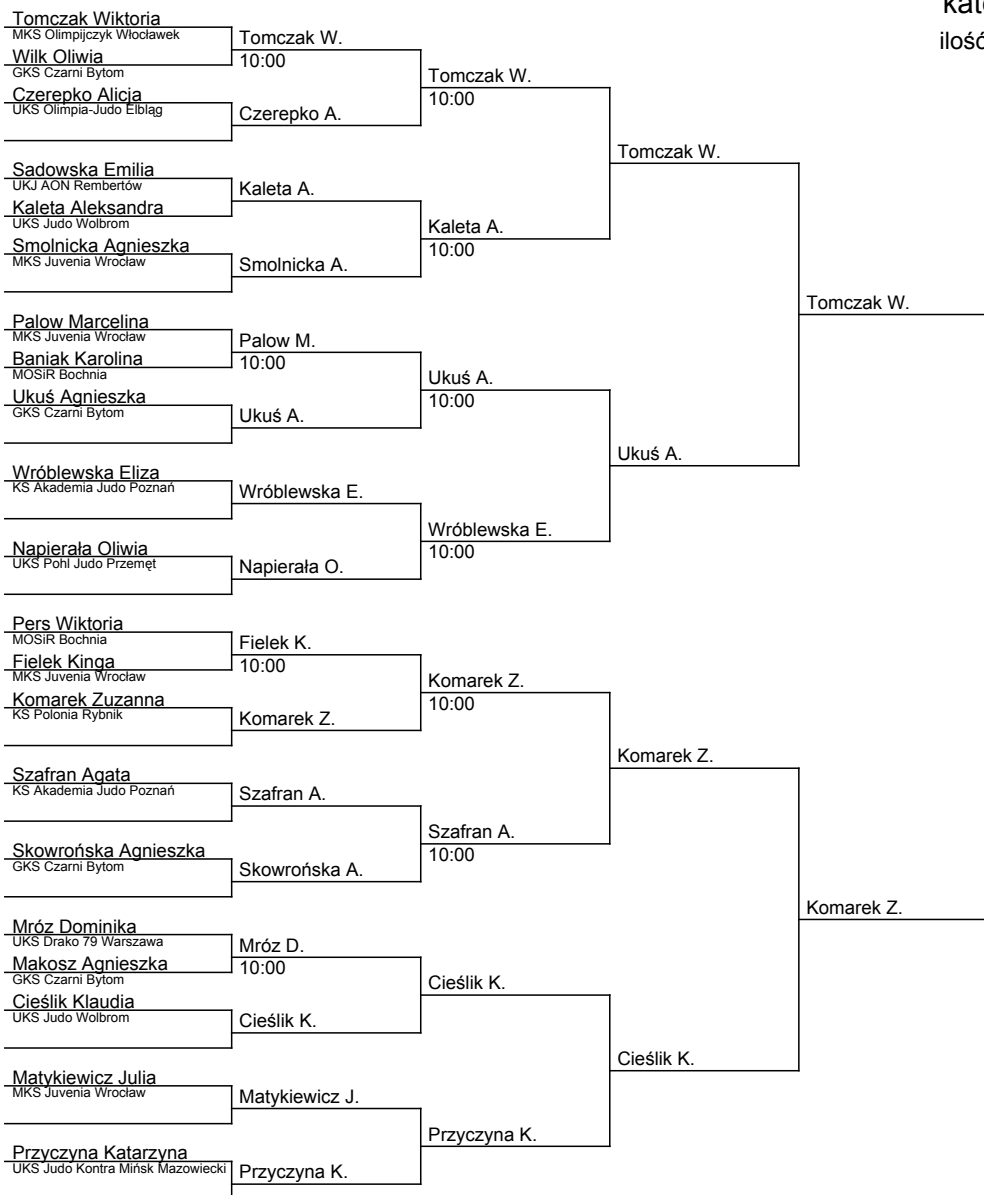 kate
ilość
Tomczak Wiktoria
MKS Olimpijczyk Włocławek
Wilk Oliwia
GKS Czarni Bytom
Czerepko Alicja
UKS Olimpia-Judo Elbląg
Sadowska Emilia
UKJ AON Rembertów
Kaleta Aleksandra
UKS Judo Wolbrom
Smolnicka Agnieszka
MKS Juvenia Wrocław
Palow Marcelina
MKS Juvenia Wrocław
Baniak Karolina
MOSiR Bochnia
Ukuś Agnieszka
GKS Czarni Bytom
Wróblewska Eliza
KS Akademia Judo Poznań
Napierała Oliwia
UKS Pohl Judo Przemęt
Pers Wiktoria
MOSiR Bochnia
Fielek Kinga
MKS Juvenia Wrocław
Komarek Zuzanna
KS Polonia Rybnik
Szafran Agata
KS Akademia Judo Poznań
Skowrońska Agnieszka
GKS Czarni Bytom
Mróz Dominika
UKS Drako 79 Warszawa
Makosz Agnieszka
GKS Czarni Bytom
Cieślik Klaudia
UKS Judo Wolbrom
Matykiewicz Julia
MKS Juvenia Wrocław
Przyczyna Katarzyna
UKS Judo Kontra Mińsk Mazowiecki
Tomczak W.
10:00
Czerepko A.
Kaleta A.
Smolnicka A.
Palow M.
10:00
Ukuś A.
Wróblewska E.
Napierała O.
Fielek K.
10:00
Komarek Z.
Szafran A.
Skowrońska A.
Mróz D.
10:00
Cieślik K.
Matykiewicz J.
Przyczyna K.
Tomczak W.
10:00
Kaleta A.
10:00
Ukuś A.
10:00
Wróblewska E.
10:00
Komarek Z.
10:00
Szafran A.
10:00
Cieślik K.
Przyczyna K.
Tomczak W.
Ukuś A.
Komarek Z.
Cieślik K.
Tomczak W.
Komarek Z.